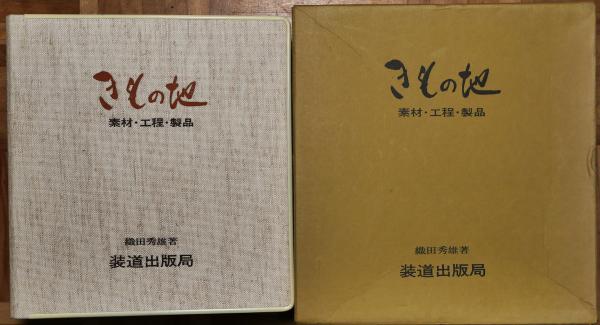 きもの地
素材・工程・製品
織田秀雄著
装道出版局
きもの地
素材・工程・製品
織田秀雄著
装道出版局